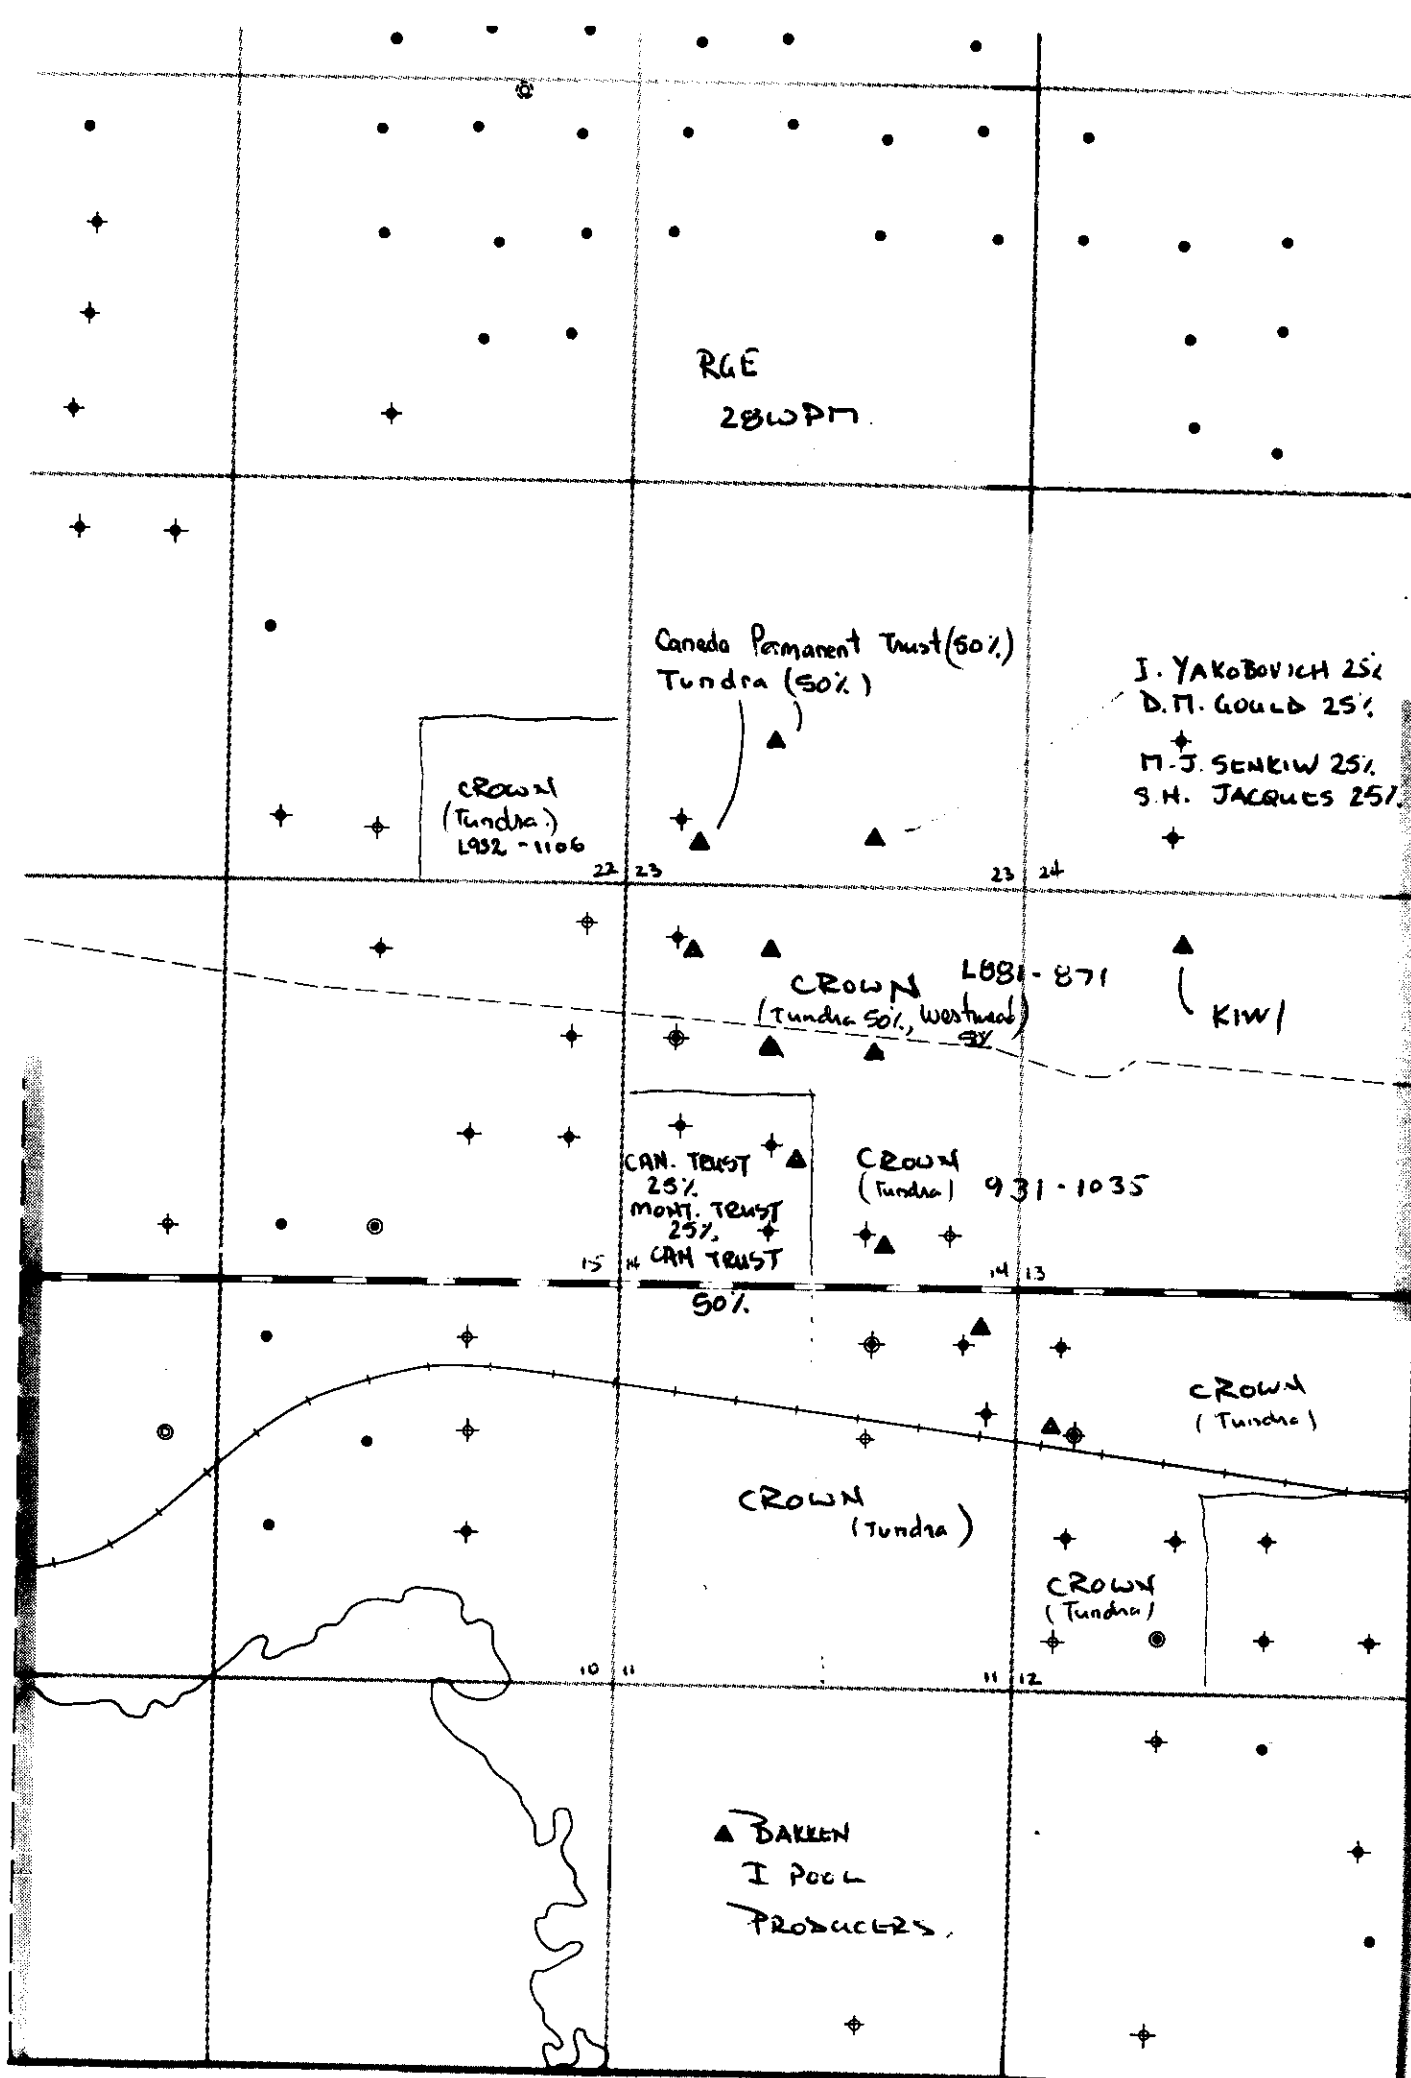 RGE
28WPM.
Canada Permanent Trust (50%)
Tundra (50%)
I. YAKOBOVICH 25%
D.M. GOULD 25%
M.J. SENKIW 25%
S.H. JACQUES 25%
CROWN
(Tundra)
L932-1106
22 23
23 24
CROWN L881-871
(Tundra 50%, Westmad)
KIWI
CAN. TRUST
25%
MONT. TRUST
25%,
CAN TRUST
50%
CROWN
(Tundra) 931-1035
15 14
14 13
CROWN
(Tundra)
CROWN
(Tundra)
CROWN
(Tundra)
10 11
11 12
▲ BAKKEN
I POOL
PRODUCERS.